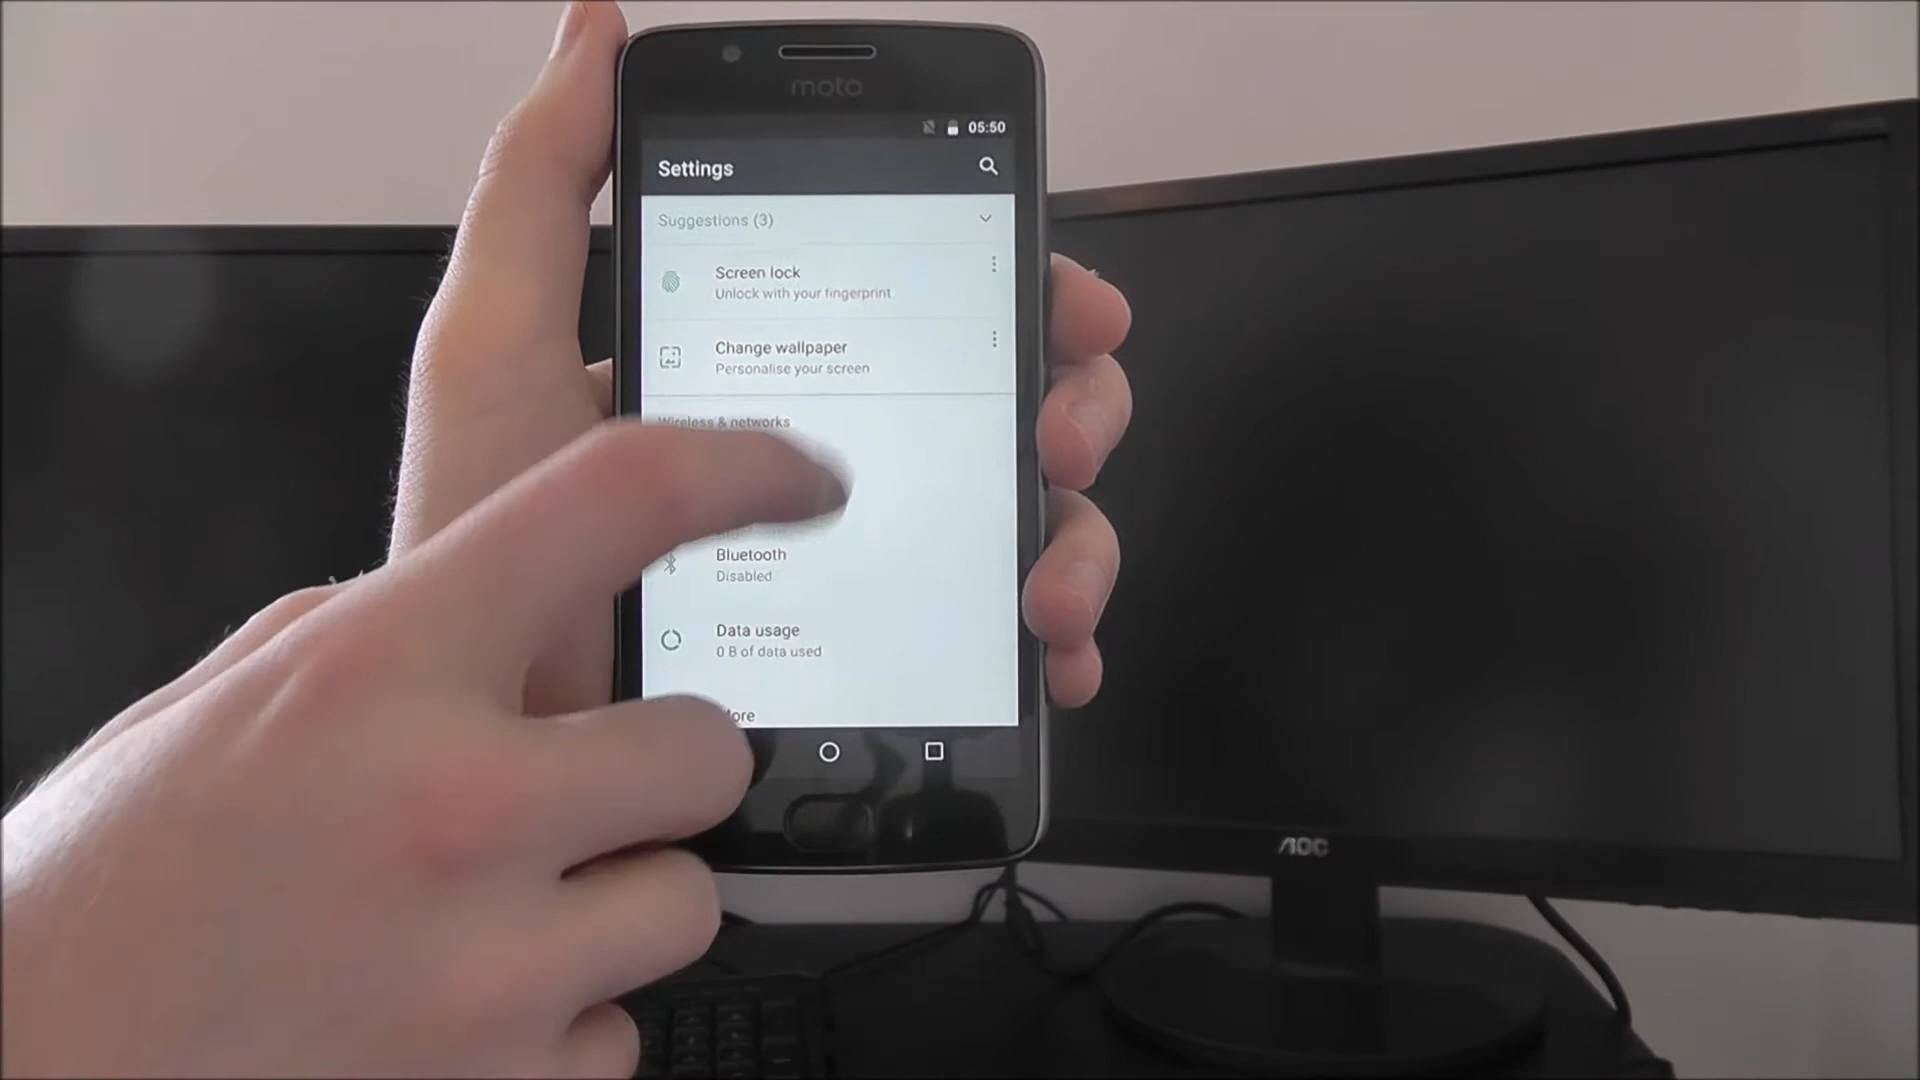 moto
05:50
Settings
Suggestions (3)
Screen lock
Unlock with your fingerprint
Change wallpaper
Personalise your screen
Wireless & networks
Bluetooth
Disabled
Data usage
0 B of data used
More
AOC